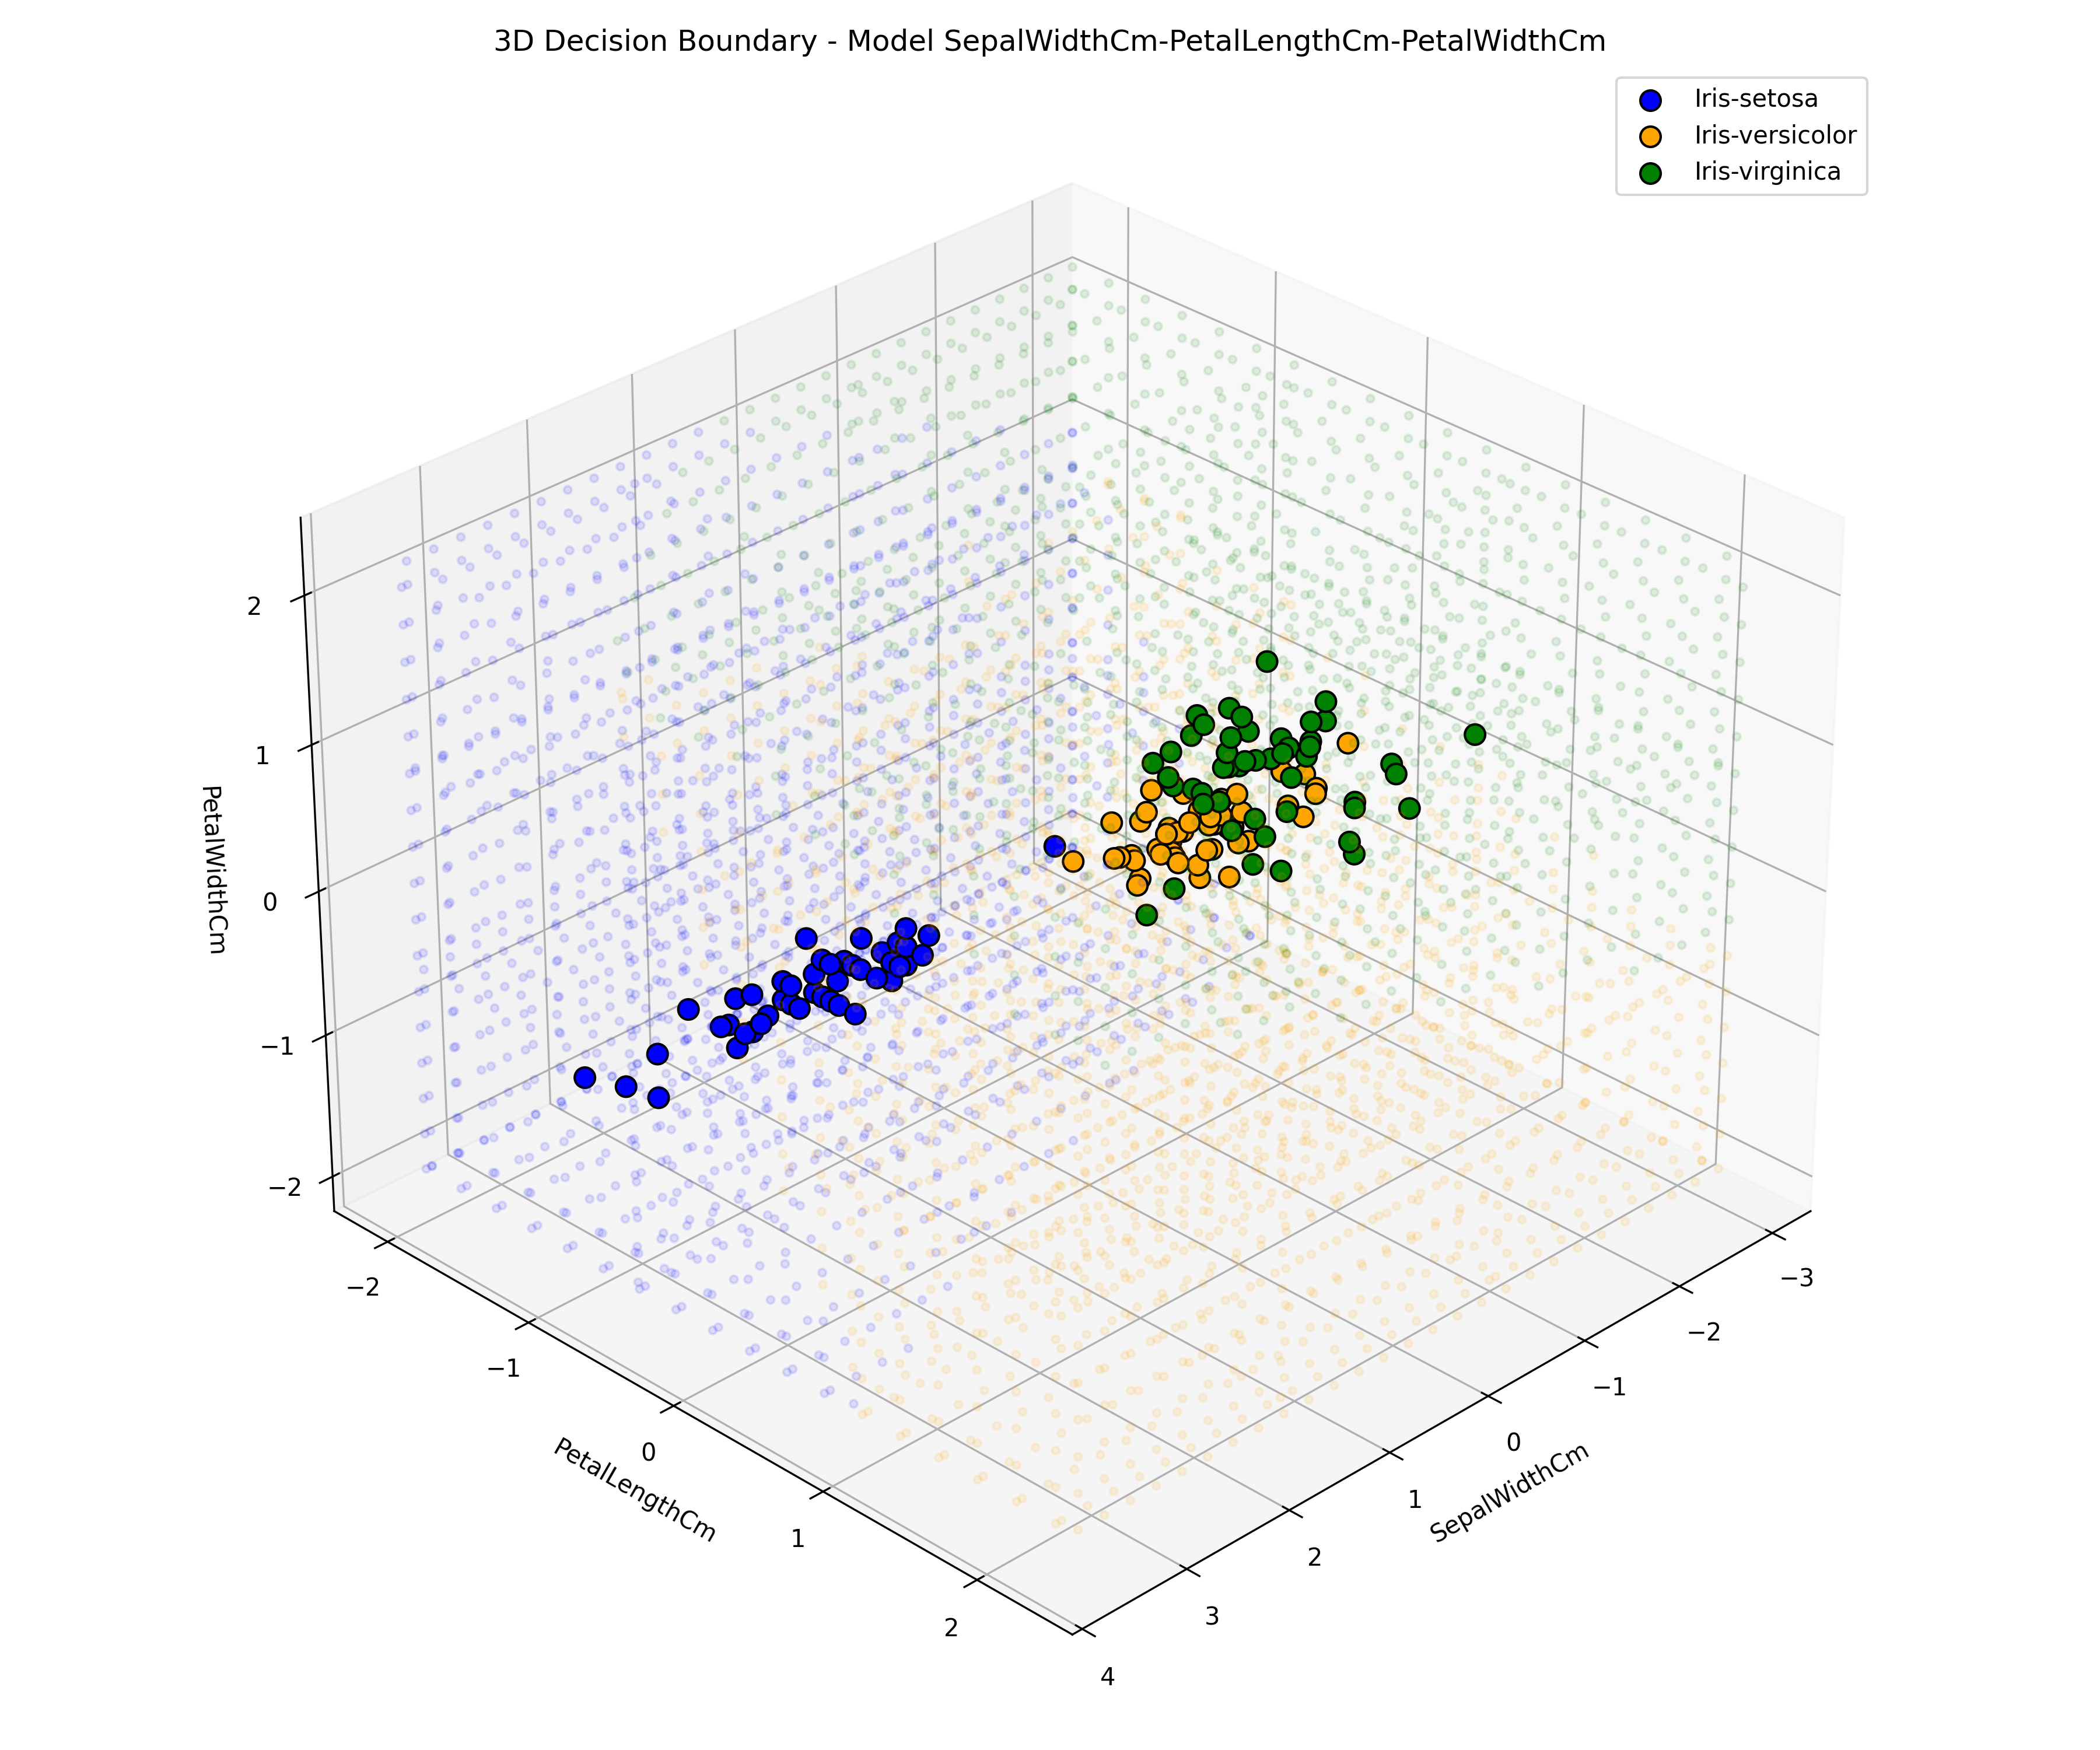 3D Decision Boundary - Model SepalWidthCm-PetalLengthCm-PetalWidthCm
Iris-setosa
Iris-versicolor
Iris-virginica
PetalWidthCm
2
1
0
−1
−2
PetalLengthCm
−2
−1
0
1
2
SepalWidthCm
−3
−2
−1
0
1
2
3
4